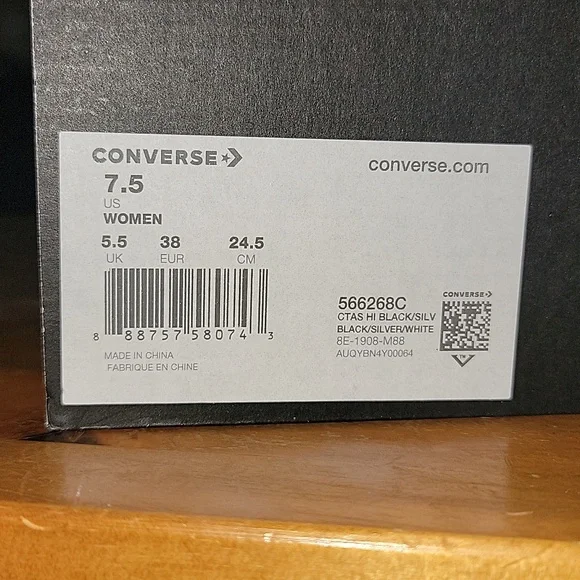 CONVERSE
converse.com
7.5
US
WOMEN
5.5 38 24.5
UK EUR CM
8 88757 58074 3
MADE IN CHINA
FABRIQUE EN CHINE
566268C
CTAS HI BLACK/SILV
BLACK/SILVER/WHITE
8E-1908-M88
AUQYBN4Y00064
CONVERSE
TM